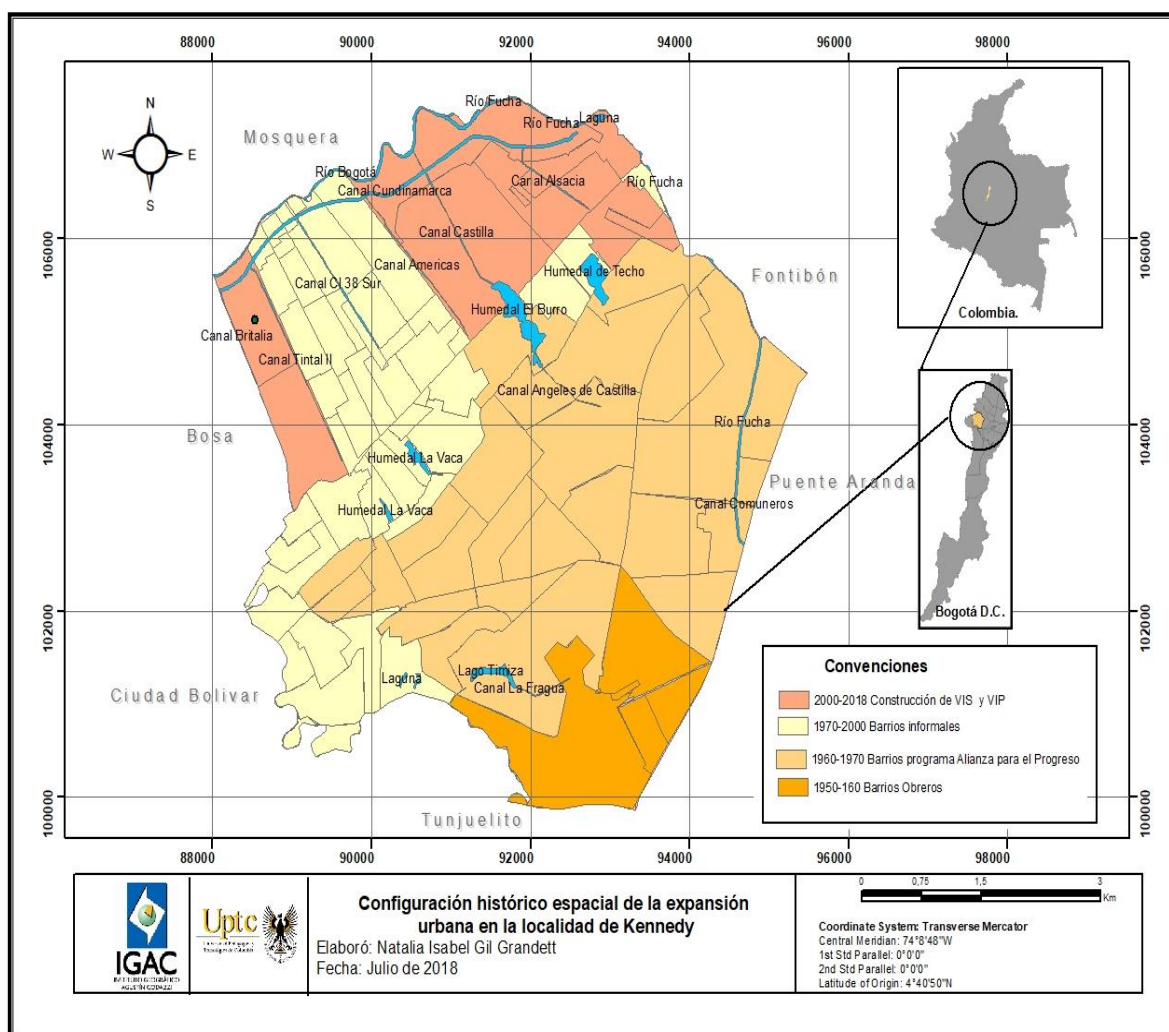 88000 90000 92000 94000 96000 98000
N
W E
S
Mosquera
Río Fucha
Río Fucha
Laguna
Río Bogotá
Canal Cundinamarca
Canal Alsacia
Río Fucha
Canal Castilla
Canal Americas
Humedal de Techo
Fontibón
Canal Cl 38 Sur
Humedal El Burro
Canal Britalia
Canal Tintal II
Canal Angeles de Castilla
Río Fucha
Bosa
Humedal La Vaca
Puente Aranda
Humedal La Vaca
Canal Comuneros
Lago Timiza
Laguna
Canal La Fragua
Ciudad Bolivar
Tunjuelito
106000
104000
102000
100000
106000
104000
102000
100000
Colombia.
Bogotá D.C.
Convenciones
2000-2018 Construcción de VIS y VIP
1970-2000 Barrios informales
1960-1970 Barrios programa Alianza para el Progreso
1950-160 Barrios Obreros
88000 90000 92000 94000 96000 98000
IGAC
INSTITUTO GEOGRÁFICO
AGUSTÍN CODAZZI
Uptc
Configuración histórico espacial de la expansión
urbana en la localidad de Kennedy
Elaboró: Natalia Isabel Gil Grandett
Fecha: Julio de 2018
0 0,75 1,5 3
Km
Coordinate System: Transverse Mercator
Central Meridian: 74°8'48"W
1st Std Parallel: 0°0'0"
2nd Std Parallel: 0°0'0"
Latitude of Origin: 4°40'50"N